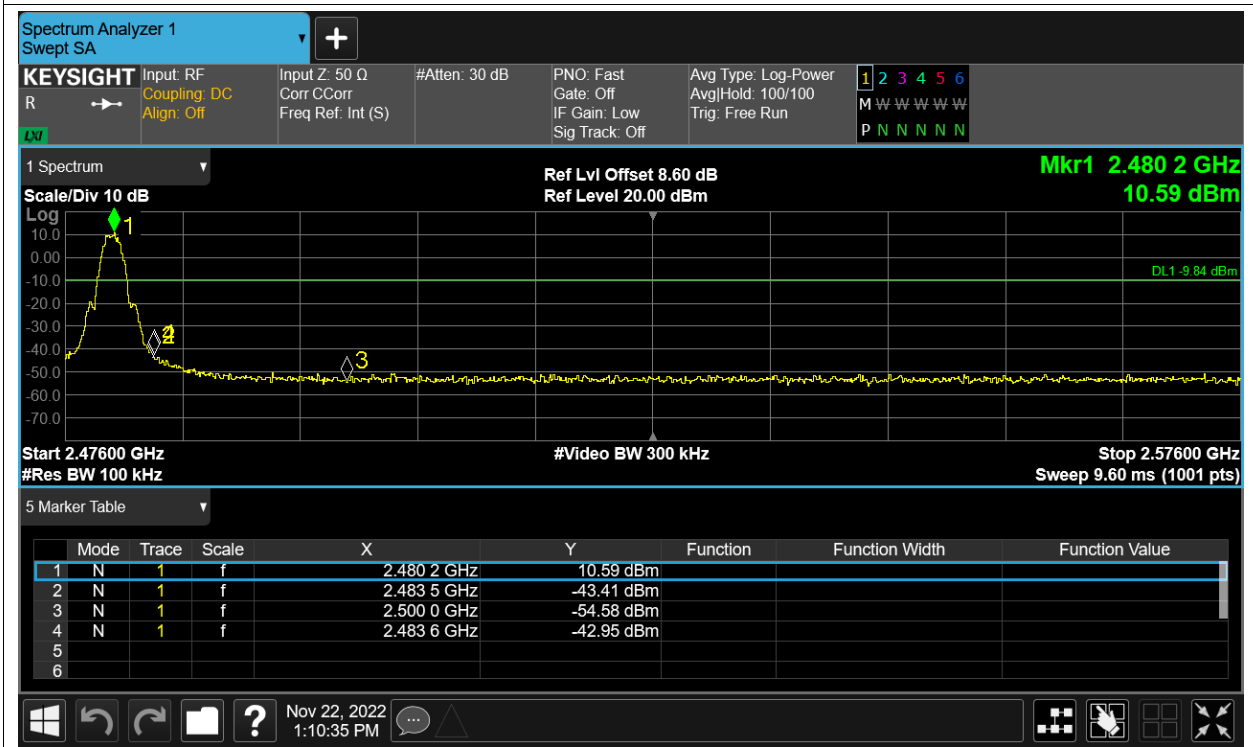 Spectrum Analyzer 1
Swept SA
KEYSIGHT Input: RF Input Z: 50 Ω #Atten: 30 dB PNO: Fast Avg Type: Log-Power 1 2 3 4 5 6
R Coupling: DC Corr CCorr Gate: Off Avg|Hold: 100/100 M W W W W W
Align: Off Freq Ref: Int (S) IF Gain: Low Trig: Free Run
LXI Sig Track: Off P N N N N N
1 Spectrum Ref Lvl Offset 8.60 dB Mkr1 2.480 2 GHz
Scale/Div 10 dB Ref Level 20.00 dBm 10.59 dBm
Log
1
10.0
0.00
DL1 -9.84 dBm
-10.0
-20.0
-30.0
2
4
-40.0
3
-50.0
-60.0
-70.0
Start 2.47600 GHz #Video BW 300 kHz Stop 2.57600 GHz
#Res BW 100 kHz Sweep 9.60 ms (1001 pts)
5 Marker Table
Mode Trace Scale X Y Function Function Width Function Value
1 N 1 f 2.480 2 GHz 10.59 dBm
2 N 1 f 2.483 5 GHz -43.41 dBm
3 N 1 f 2.500 0 GHz -54.58 dBm
4 N 1 f 2.483 6 GHz -42.95 dBm
5
6
? Nov 22, 2022
1:10:35 PM